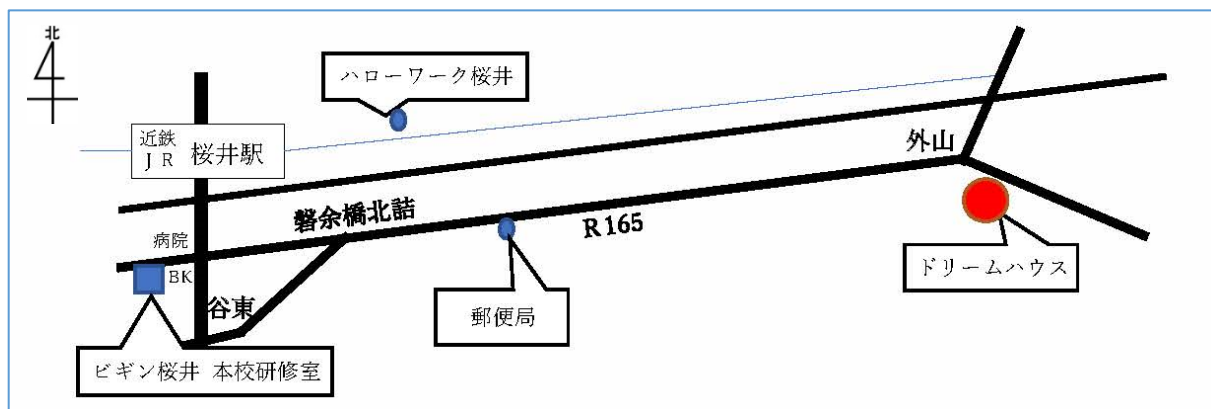 北
ハローワーク桜井
近鉄
JR
桜井駅
外山
磐余橋北詰
R165
病院
BK
谷東
郵便局
ドリームハウス
ビギン桜井 本校研修室